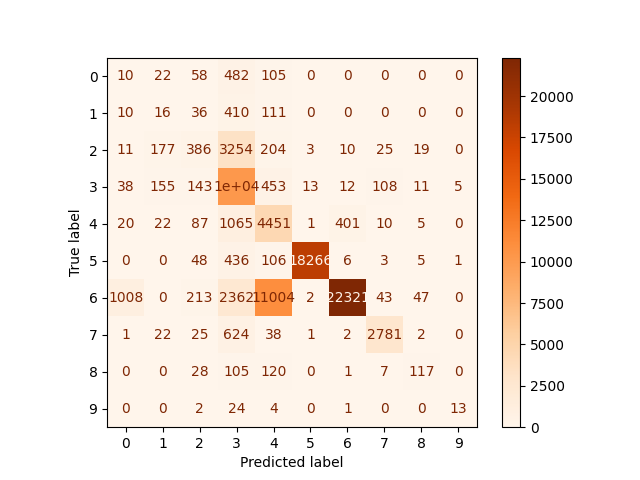 0 10 22 58 482 105 0 0 0 0 0
1 10 16 36 410 111 0 0 0 0 0
2 11 177 386 3254 204 3 10 25 19 0
3 38 155 143 1e+04 453 13 12 108 11 5
4 20 22 87 1065 4451 1 401 10 5 0
5 0 0 48 436 106 18266 6 3 5 1
6 1008 0 213 2362 11004 2 22321 43 47 0
7 1 22 25 624 38 1 2 2781 2 0
8 0 0 28 105 120 0 1 7 117 0
9 0 0 2 24 4 0 1 0 0 13
0 1 2 3 4 5 6 7 8 9
Predicted label
True label
20000
17500
15000
12500
10000
7500
5000
2500
0